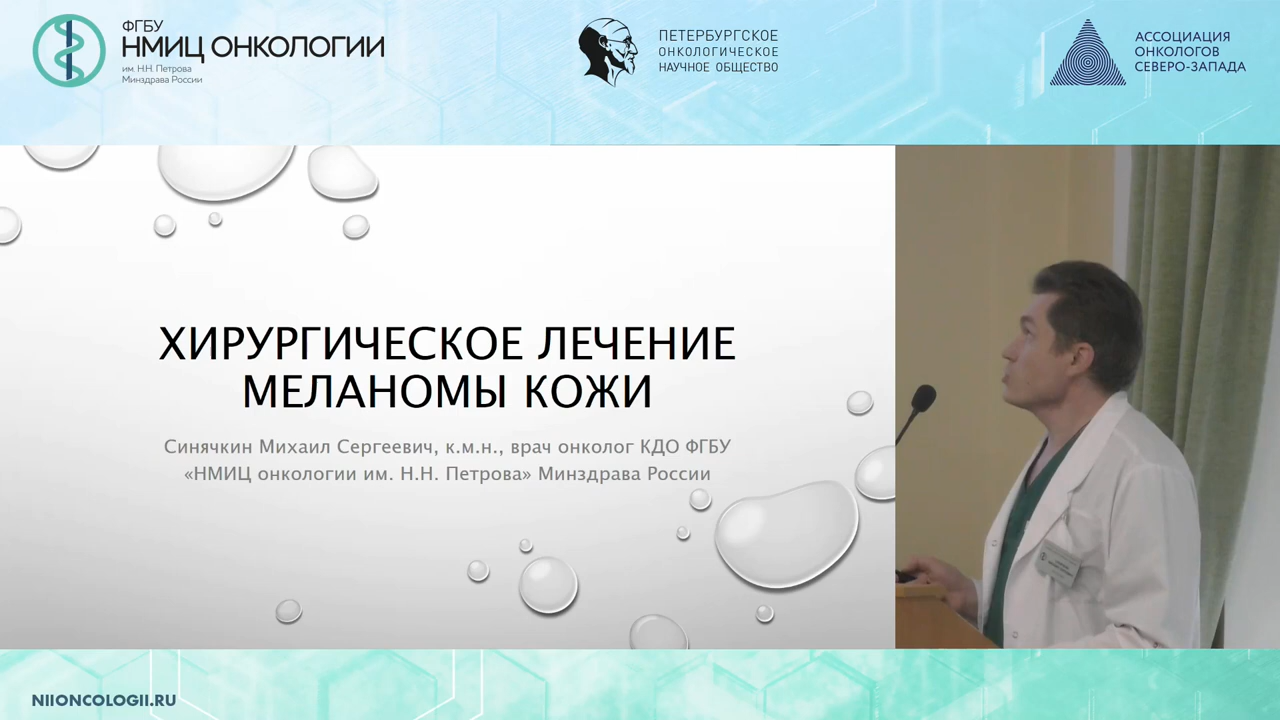 ФГБУ
НМИЦ ОНКОЛОГИИ
им. Н.Н. Петрова
Минздрава России
ПЕТЕРБУРГСКОЕ
ОНКОЛОГИЧЕСКОЕ
НАУЧНОЕ ОБЩЕСТВО
АССОЦИАЦИЯ
ОНКОЛОГОВ
СЕВЕРО-ЗАПАДА
ХИРУРГИЧЕСКОЕ ЛЕЧЕНИЕ
МЕЛАНОМЫ КОЖИ
Синячкин Михаил Сергеевич, к.м.н., врач онколог КДО ФГБУ
«НМИЦ онкологии им. Н.Н. Петрова» Минздрава России
NIIONCOLOGII.RU